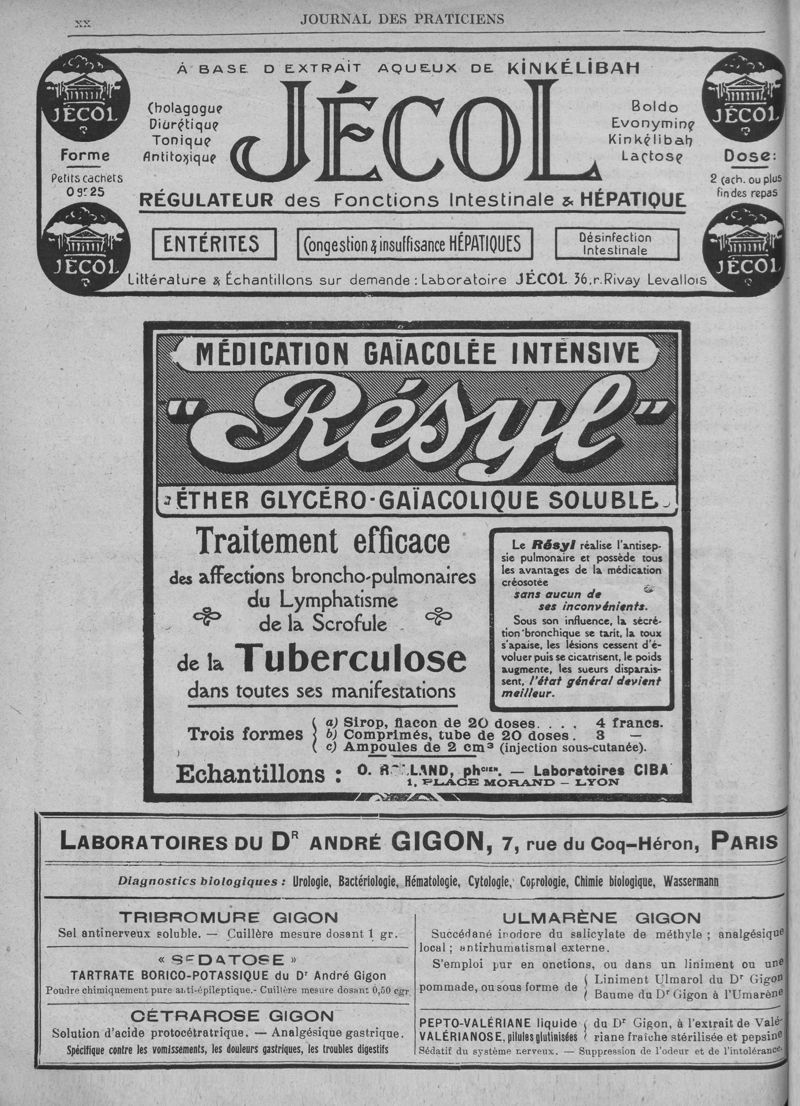 xx
JOURNAL DES PRATICIENS
À BASE D EXTRAIT AQUEUX DE KINKÉLIBAH
JÉCOL
JÉCOL
JÉCOL
Cholagogue
Diurétique
Tonique
Antitoxique
Boldo
Evonymine
Kinkélibah
Lactose
Forme
Petits cachets
0 gr 25
Dose:
2 cach. ou plus
fin des repas
RÉGULATEUR des Fonctions Intestinale & HÉPATIQUE
JÉCOL
JÉCOL
ENTÉRITES
Congestion & insuffisance HÉPATIQUES
Désinfection
Intestinale
Littérature & Échantillons sur demande : Laboratoire JÉCOL 36, r. Rivay Levallois
MÉDICATION GAÏACOLÉE INTENSIVE
"Résyl"
ÉTHER GLYCÉRO-GAÏACOLIQUE SOLUBLE
Traitement efficace
des affections broncho-pulmonaires
du Lymphatisme
de la Scrofule
de la Tuberculose
dans toutes ses manifestations
Le Résyl réalise l'antisep-
sie pulmonaire et possède tous
les avantages de la médication
créosotée
sans aucun de
ses inconvénients.
Sous son influence, la sécré-
tion bronchique se tarit, la toux
s'apaise, les lésions cessent d'é-
voluer puis se cicatrisent, le poids
augmente, les sueurs disparais-
sent, l'état général devient
meilleur.
Trois formes
a) Sirop, flacon de 20 doses. . . . 4 francs.
b) Comprimés, tube de 20 doses. 3 —
c) Ampoules de 2 cm³ (injection sous-cutanée).
Echantillons : O. phcien. — Laboratoires CIBA
1, PLACE MORAND — LYON
LABORATOIRES DU Dr ANDRÉ GIGON, 7, rue du Coq-Héron, PARIS
Diagnostics biologiques : Urologie, Bactériologie, Hématologie, Cytologie, Coprologie, Chimie biologique, Wassermann
TRIBROMURE GIGON
Sel antinerveux soluble. — Cuillère mesure dosant 1 gr.
« SÉDATOSE »
TARTRATE BORICO-POTASSIQUE du Dr André Gigon
Poudre chimiquement pure anti-épileptique. - Cuillère mesure dosant 0,50 cgr
CÉTRAROSE GIGON
Solution d'acide protocétratrique. — Analgésique gastrique.
Spécifique contre les vomissements, les douleurs gastriques, les troubles digestifs
ULMARÈNE GIGON
Succédané inodore du salicylate de méthyle ; analgésique
local ; antirhumatismal externe.
S'emploi pur en onctions, ou dans un liniment ou une
pommade, ou sous forme de { Liniment Ulmarol du Dr Gigon
Baume du Dr Gigon à l'Umarène
PEPTO-VALÉRIANE liquide { du Dr Gigon, à l'extrait de Valé-
VALÉRIANOSE, pilules glutinisées { riane fraîche stérilisée et pepsine
Sédatif du système nerveux. — Suppression de l'odeur et de l'intolérance.